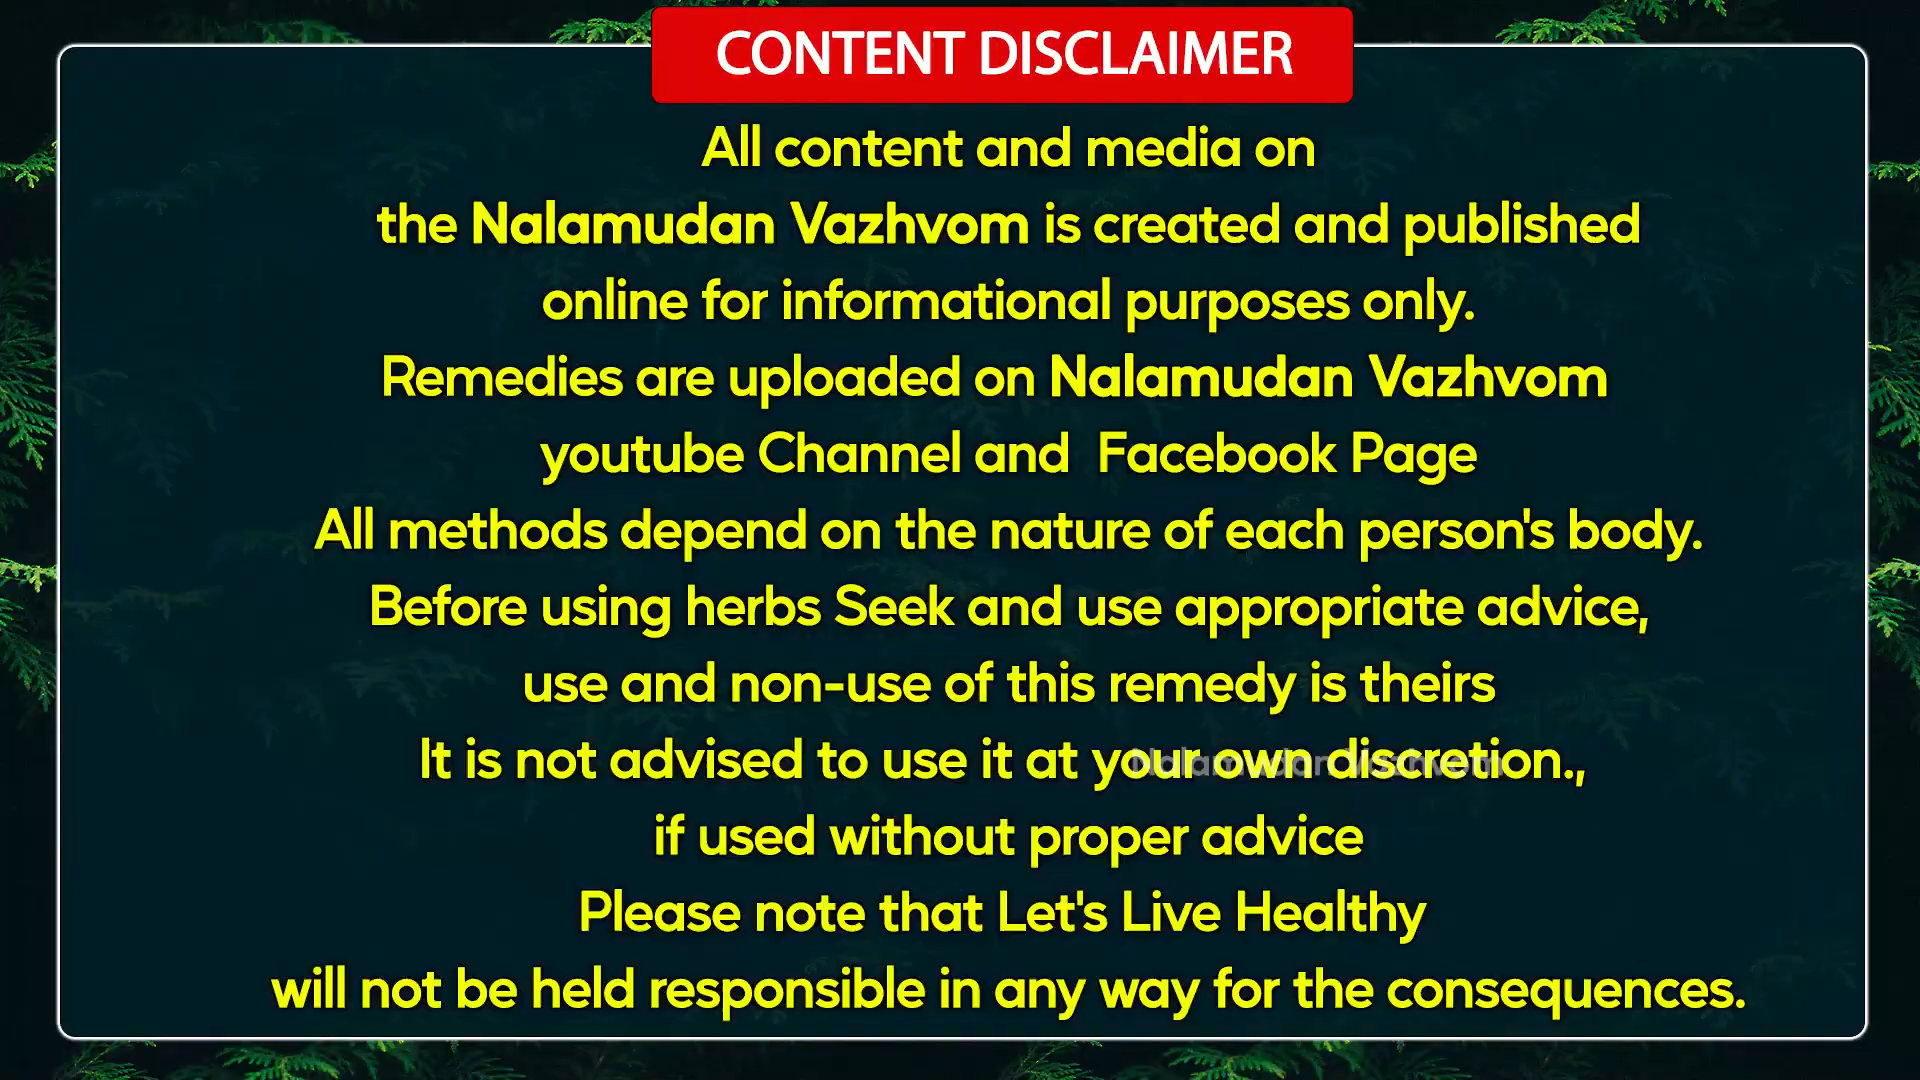 CONTENT DISCLAIMER
All content and media on
the Nalamudan Vazhvom is created and published
online for informational purposes only.
Remedies are uploaded on Nalamudan Vazhvom
youtube Channel and Facebook Page
All methods depend on the nature of each person's body.
Before using herbs Seek and use appropriate advice,
use and non-use of this remedy is theirs
It is not advised to use it at your own discretion.,
Nalamudan Vazhvom
if used without proper advice
Please note that Let's Live Healthy
will not be held responsible in any way for the consequences.